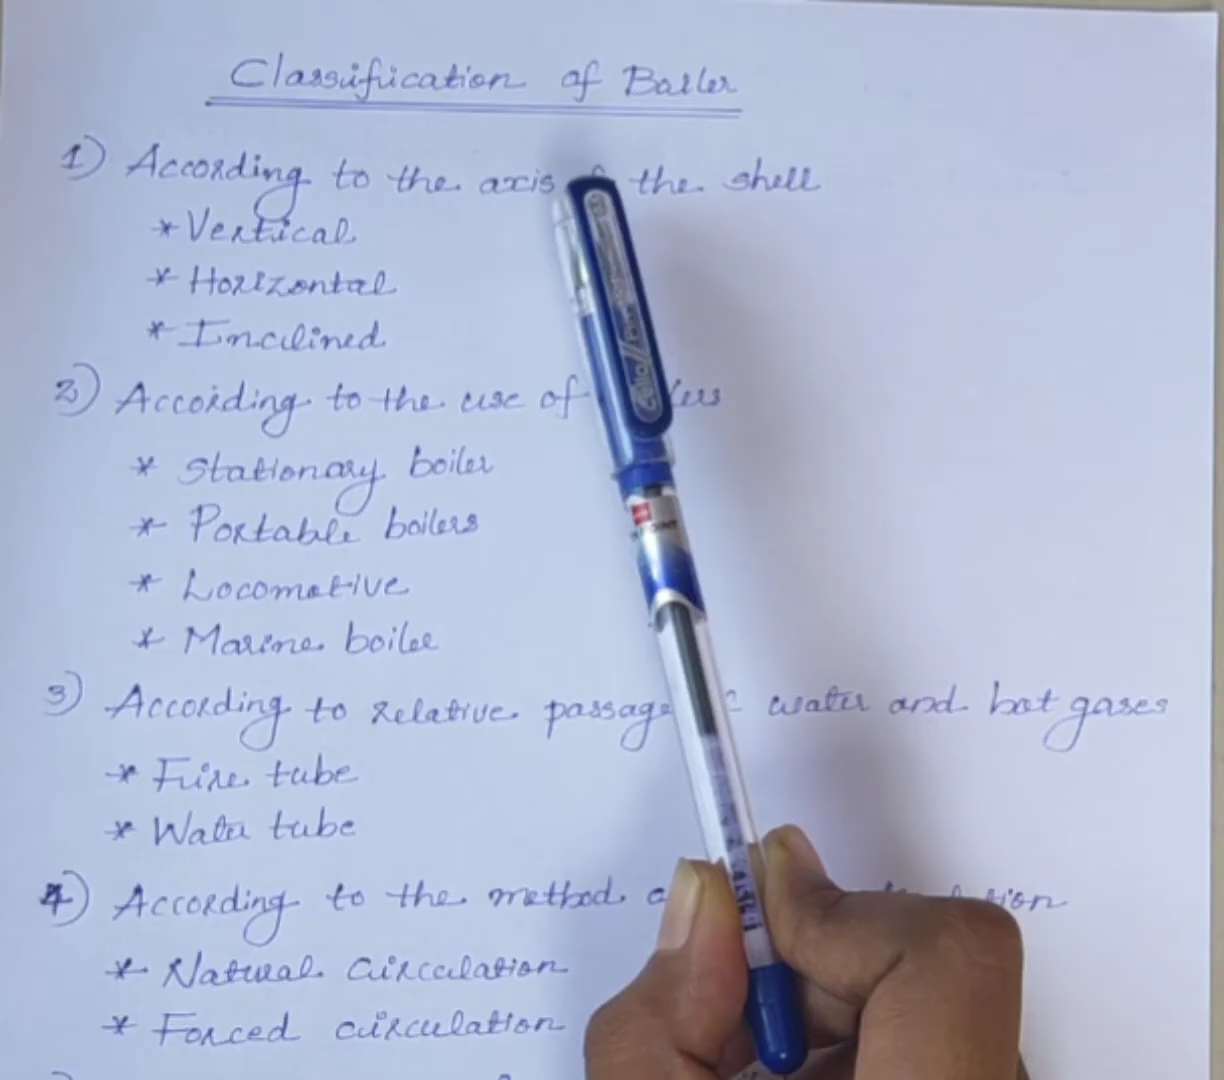 Classification of Boiler
1) According to the axis the shell
* Vertical
* Horizontal
* Inclined
2) According to the use of
* Stationary boiler
* Portable boilers
* Locomotive
* Marine boiler
3) According to relative passage water and hot gases
* Fire tube
* Water tube
4) According to the method
* Natural circulation
* Forced circulation
cello